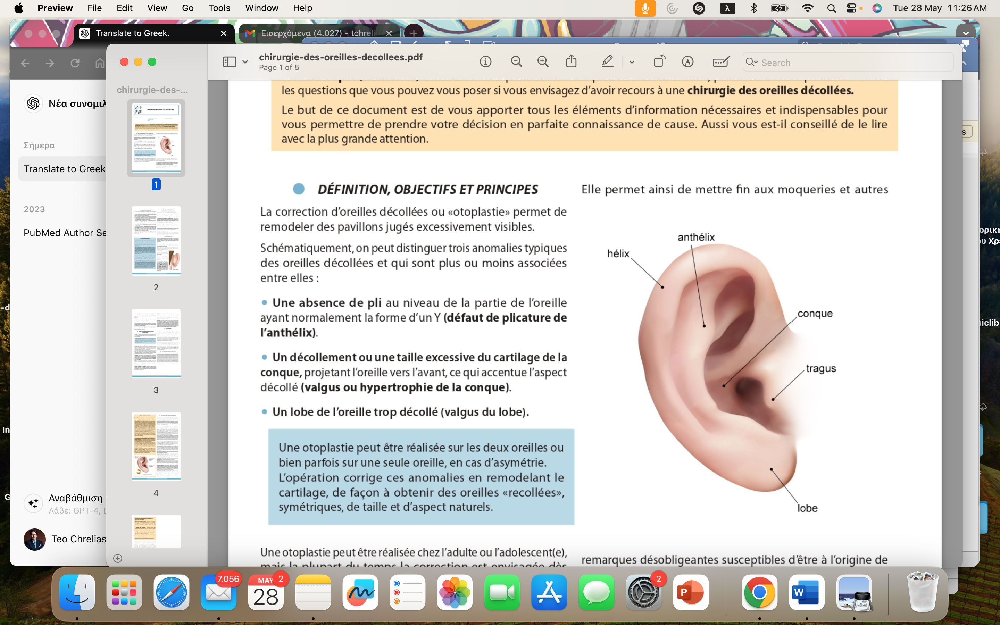 Preview File Edit View Go Tools Window Help
Tue 28 May 11:26 AM
Translate to Greek.
Εισερχόμενα (4.027) - tchreli
Νέα συνομιλ
Σήμερα
Translate to Greek
2023
PubMed Author Se
Αναβάθμιση
Λάβε: GPT-4, D
Teo Chrelias
chirurgie-des-...
1
2
3
4
chirurgie-des-oreilles-decollees.pdf
Page 1 of 5
Search
les questions que vous pouvez vous poser si vous envisagez d’avoir recours à une chirurgie des oreilles décollées.
Le but de ce document est de vous apporter tous les éléments d’information nécessaires et indispensables pour
vous permettre de prendre votre décision en parfaite connaissance de cause. Aussi vous est-il conseillé de le lire
avec la plus grande attention.
DÉFINITION, OBJECTIFS ET PRINCIPES
La correction d’oreilles décollées ou «otoplastie» permet de
remodeler des pavillons jugés excessivement visibles.
Schématiquement, on peut distinguer trois anomalies typiques
des oreilles décollées et qui sont plus ou moins associées
entre elles :
• Une absence de pli au niveau de la partie de l’oreille
ayant normalement la forme d’un Y (défaut de plicature de
l’anthélix).
• Un décollement ou une taille excessive du cartilage de la
conque, projetant l’oreille vers l’avant, ce qui accentue l’aspect
décollé (valgus ou hypertrophie de la conque).
• Un lobe de l’oreille trop décollé (valgus du lobe).
Une otoplastie peut être réalisée sur les deux oreilles ou
bien parfois sur une seule oreille, en cas d’asymétrie.
L’opération corrige ces anomalies en remodelant le
cartilage, de façon à obtenir des oreilles «recollées»,
symétriques, de taille et d’aspect naturels.
Une otoplastie peut être réalisée chez l’adulte ou l’adolescent(e),
mais la plupart du temps la correction est envisagée dès
Elle permet ainsi de mettre fin aux moqueries et autres
anthélix
hélix
conque
tragus
lobe
remarques désobligeantes susceptibles d’être à l’origine de
7.056
MAY
2
28
2